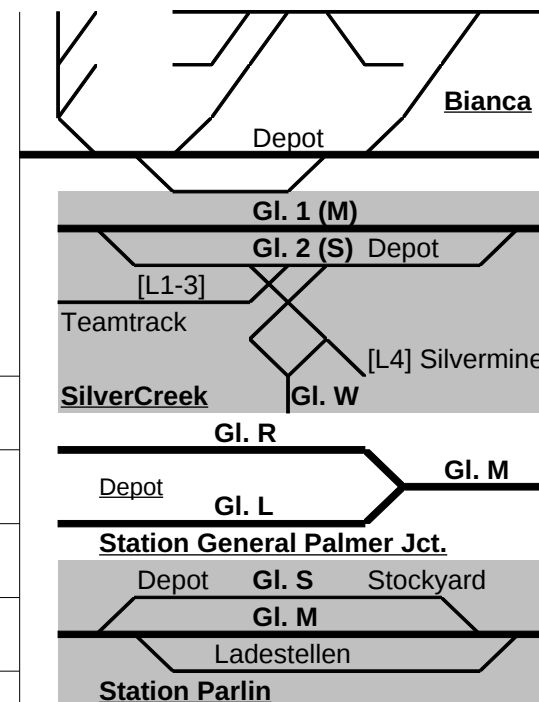 Bianca
Depot
Gl. 1 (M)
Gl. 2 (S) Depot
[L1-3]
Teamtrack
[L4] Silvermine
SilverCreek Gl. W
Gl. R
Gl. M
Depot
Gl. L
Station General Palmer Jct.
Depot Gl. S Stockyard
Gl. M
Ladestellen
Station Parlin